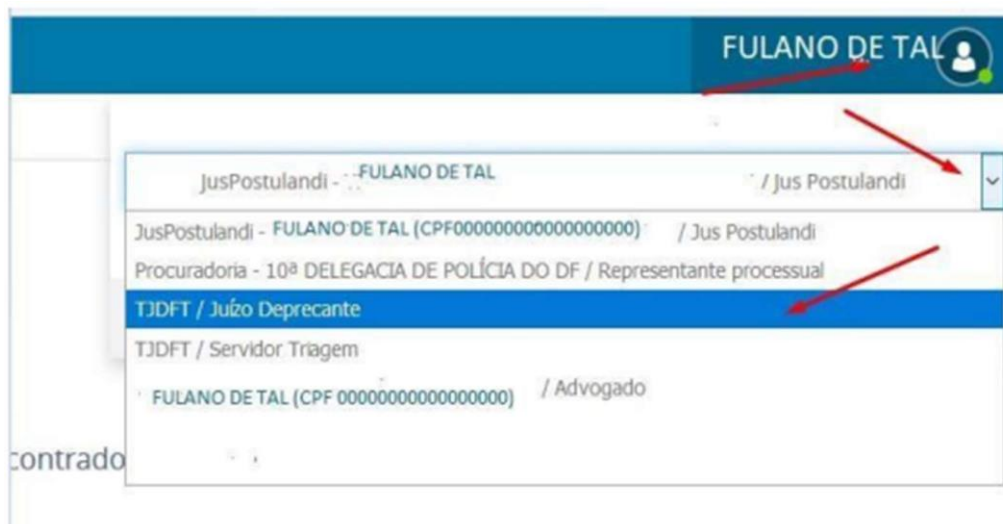 FULANO DE TAL
JusPostulandi - FULANO DE TAL / Jus Postulandi
JusPostulandi - FULANO DE TAL (CPF000000000000000000) / Jus Postulandi
Procuradoria - 10ª DELEGACIA DE POLÍCIA DO DF / Representante processual
TJDFT / Juízo Deprecante
TJDFT / Servidor Triagem
FULANO DE TAL (CPF 00000000000000000) / Advogado
contrado